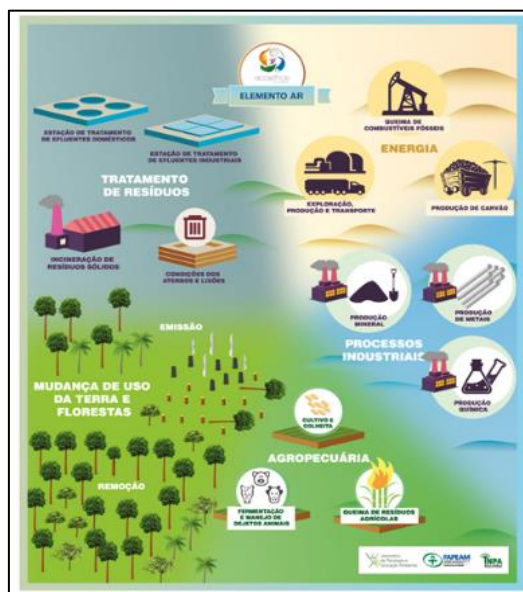 ELEMENTO AR
ESTAÇÃO DE TRATAMENTO
DE EFLUENTES DOMÉSTICOS
ESTAÇÃO DE TRATAMENTO
DE EFLUENTES INDUSTRIAIS
TRATAMENTO
DE RESÍDUOS
INCINERAÇÃO DE
RESÍDUOS SÓLIDOS
CONDIÇÕES DOS
ATERROS E LIXÕES
QUEIMA DE
COMBUSTÍVEIS FÓSSEIS
ENERGIA
EXPLORAÇÃO,
PRODUÇÃO E TRANSPORTE
PRODUÇÃO DE CARVÃO
PRODUÇÃO
MINERAL
PRODUÇÃO
DE METAIS
PROCESSOS
INDUSTRIAIS
PRODUÇÃO
QUÍMICA
EMISSÃO
MUDANÇA DE USO
DA TERRA E
FLORESTAS
REMOÇÃO
CULTIVO E
COLHEITA
AGROPECUÁRIA
FERMENTAÇÃO
E MANEJO DE
DEJETOS ANIMAIS
QUEIMA DE RESÍDUOS
AGRÍCOLAS
FAPEAM
INPA